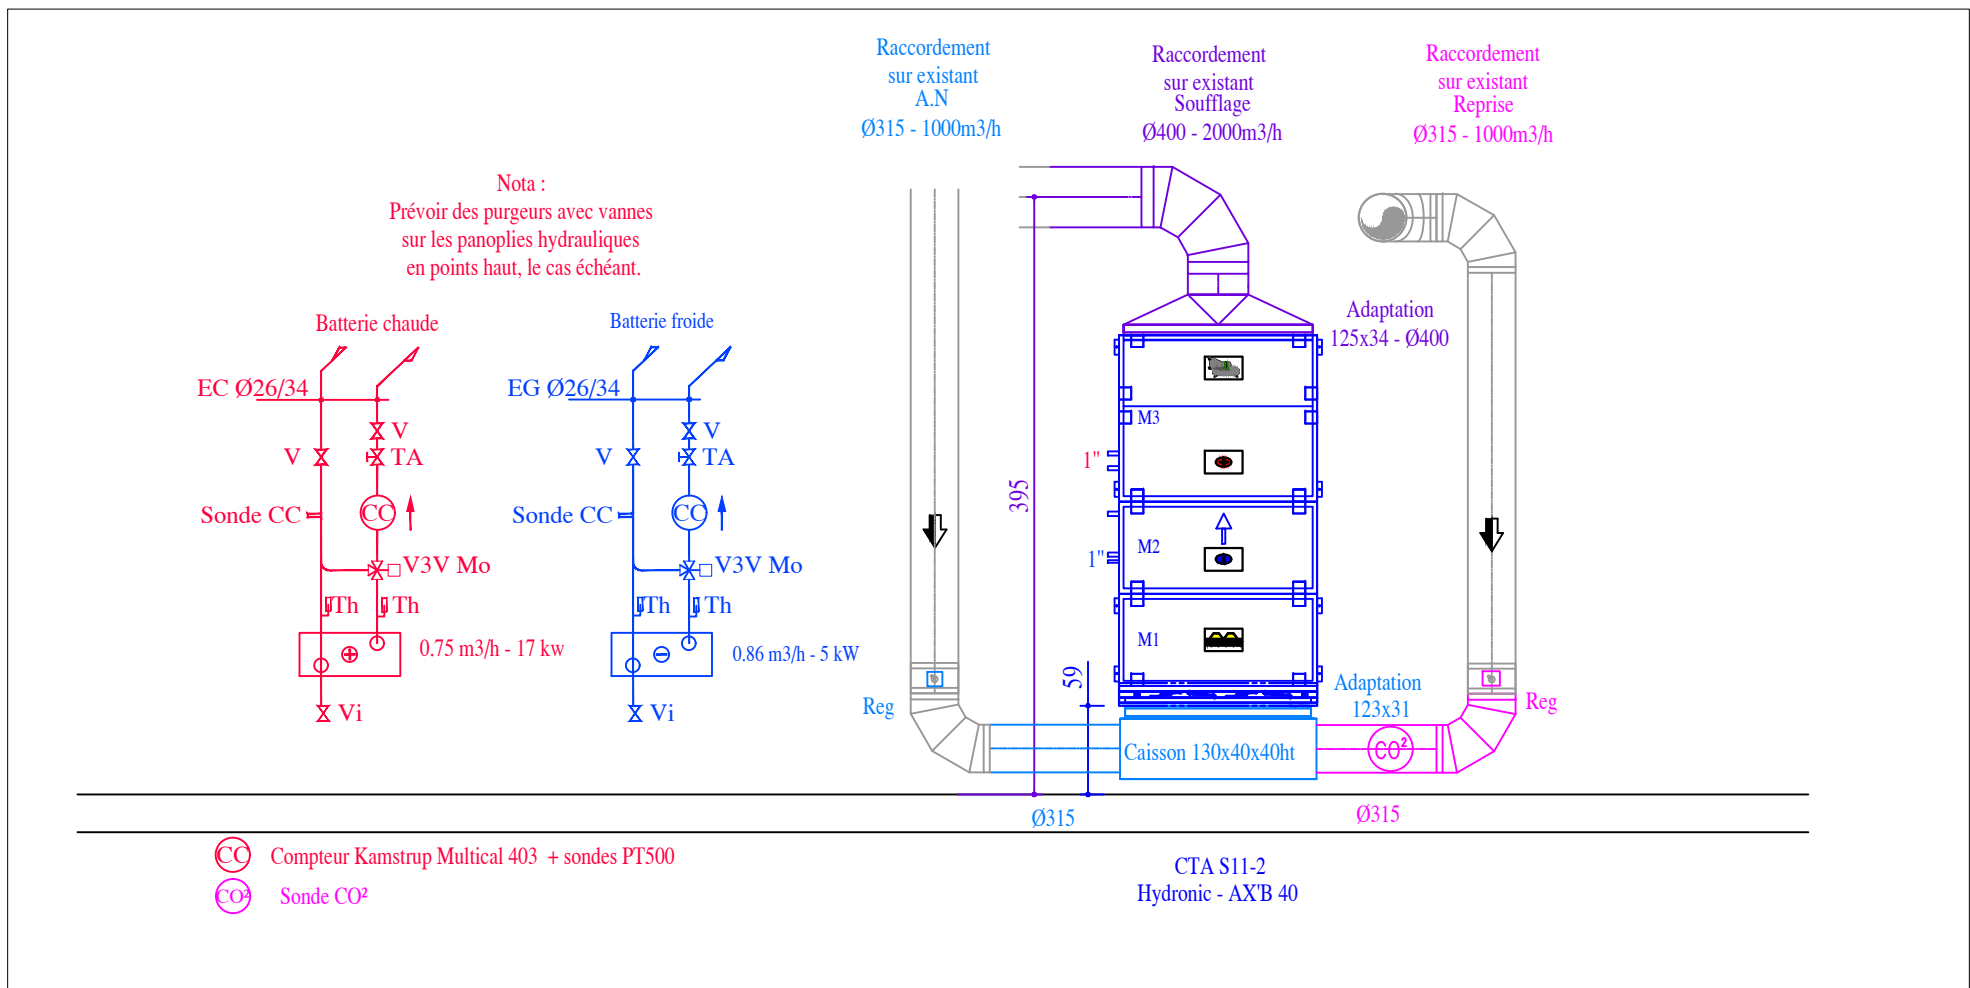 Raccordement
sur existant
A.N
Ø315 - 1000m3/h
Raccordement
sur existant
Soufflage
Ø400 - 2000m3/h
Raccordement
sur existant
Reprise
Ø315 - 1000m3/h
Nota :
Prévoir des purgeurs avec vannes
sur les panoplies hydrauliques
en points haut, le cas échéant.
Batterie chaude
EC Ø26/34
V
V
TA
Sonde CC
CC
V3V Mo
Th
Th
0.75 m3/h - 17 kw
Vi
Batterie froide
EG Ø26/34
V
V
TA
Sonde CC
CC
V3V Mo
Th
Th
0.86 m3/h - 5 kW
Vi
Adaptation
125x34 - Ø400
M3
1"
395
M2
1"
M1
59
Reg
Adaptation
123x31
Reg
Caisson 130x40x40ht
CO²
Ø315
Ø315
CC Compteur Kamstrup Multical 403 + sondes PT500
CO² Sonde CO²
CTA S11-2
Hydronic - AX'B 40